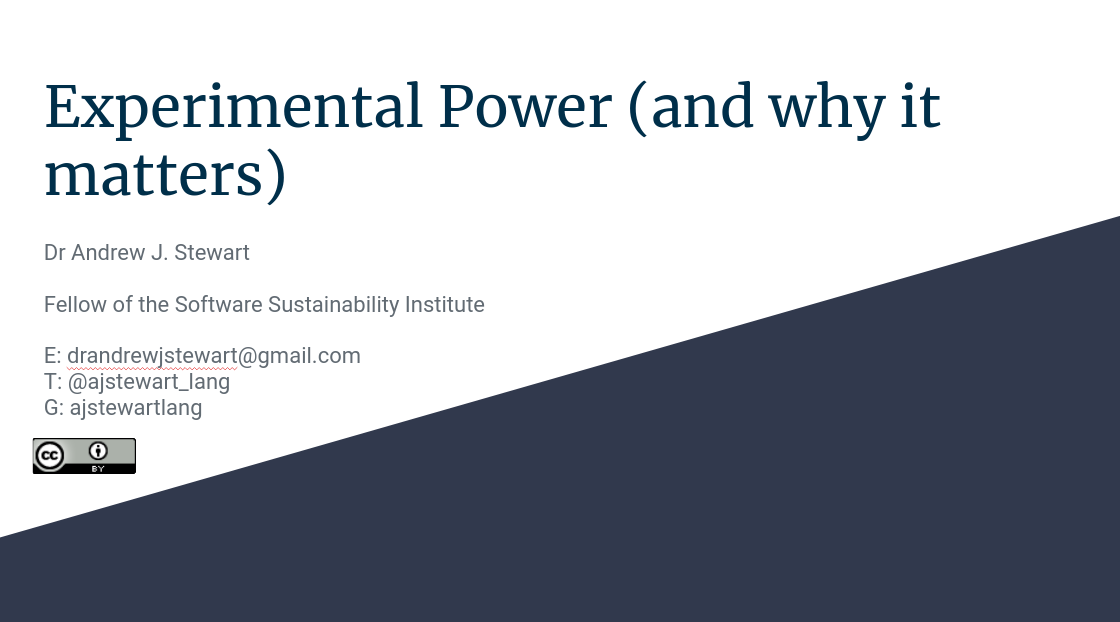 Experimental Power (and why it
matters)
Dr Andrew J. Stewart
Fellow of the Software Sustainability Institute
E: drandrewjstewart@gmail.com
T: @ajstewart_lang
G: ajstewartlang
cc
BY